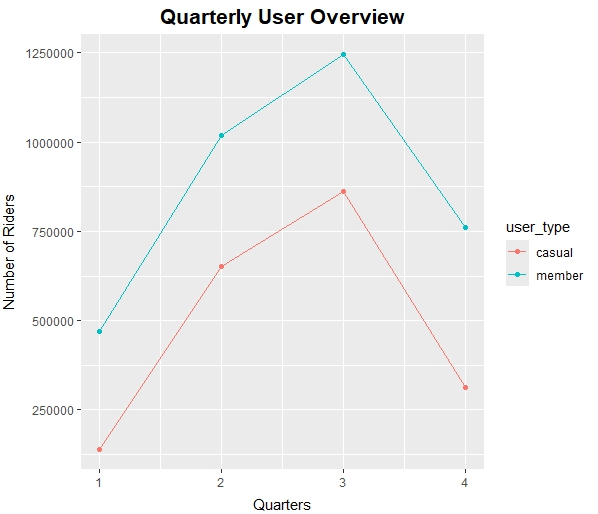 Quarterly User Overview
1250000
1000000
750000
500000
250000
Number of Riders
1
2
3
4
Quarters
user_type
casual
member